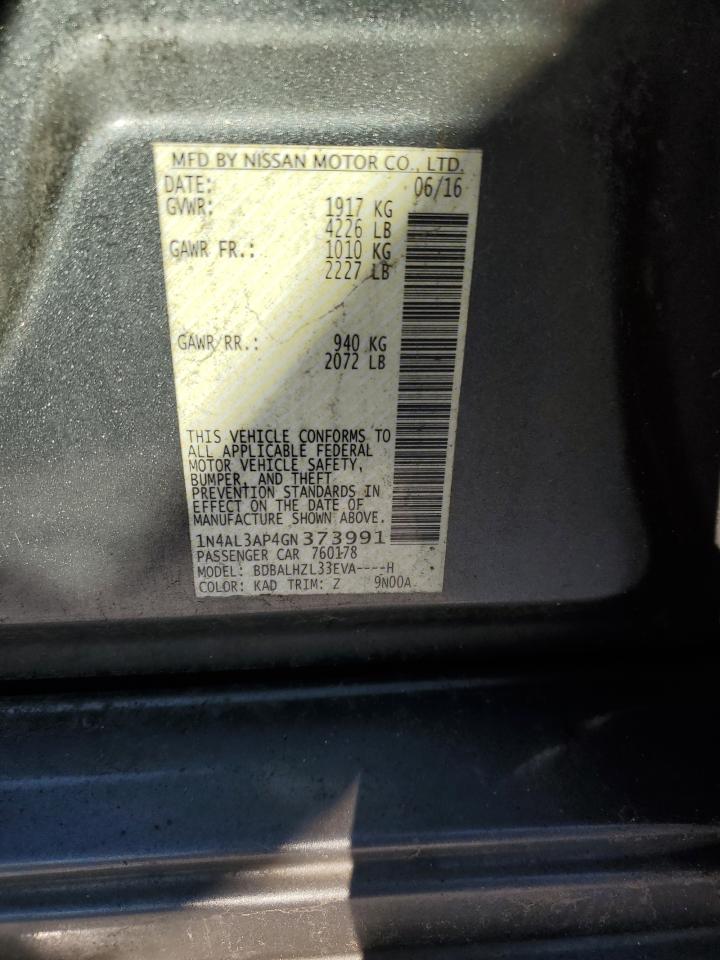 MFD BY NISSAN MOTOR CO., LTD.
DATE: 06/16
GVWR: 1917 KG
4226 LB
GAWR FR.: 1010 KG
2227 LB
GAWR/RR.: 940 KG
2072 LB
THIS VEHICLE CONFORMS TO
ALL APPLICABLE FEDERAL
MOTOR VEHICLE SAFETY,
BUMPER, AND THEFT
PREVENTION STANDARDS IN
EFFECT ON THE DATE OF
MANUFACTURE SHOWN ABOVE.
1N4AL3AP4GN373991
PASSENGER CAR 760178
MODEL: BDBALHZL33EVA----H
COLOR: KAD TRIM: Z 9N00A